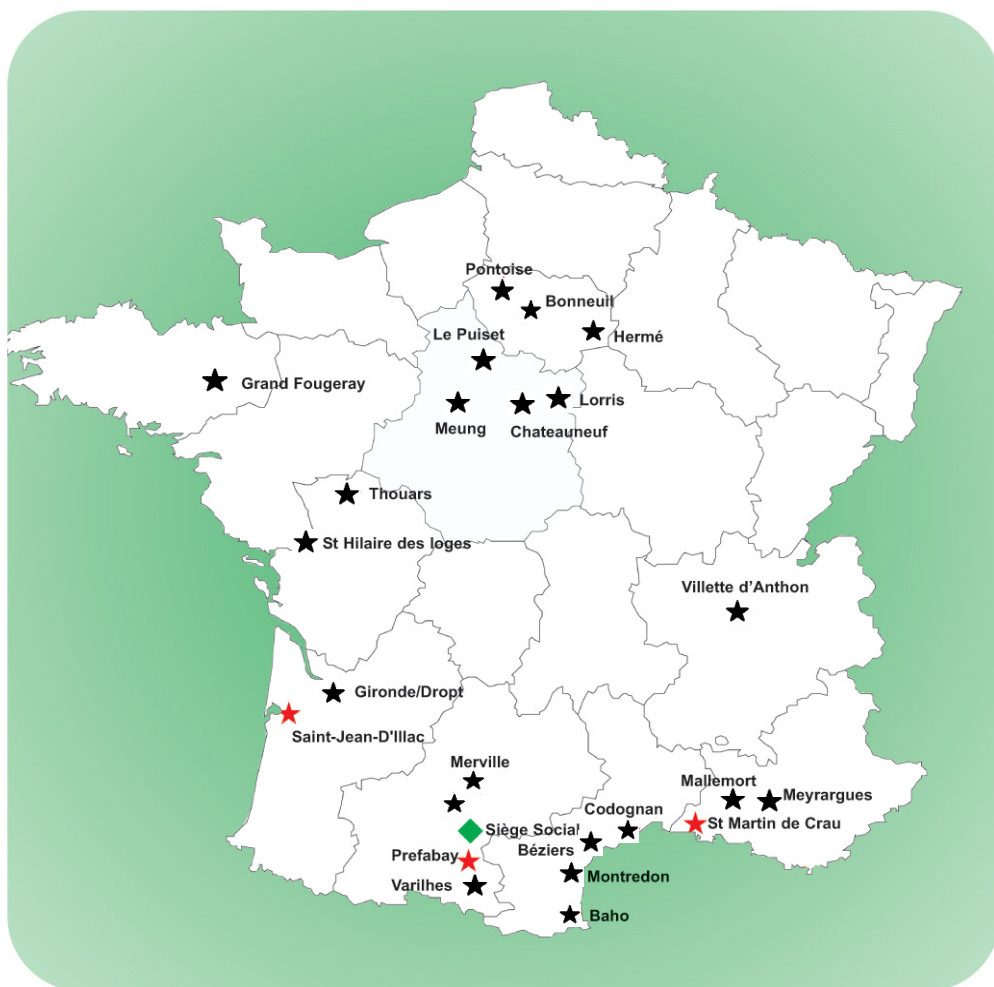 Pontoise
Bonneuil
Le Puiset
Hermé
Grand Fougeray
Lorris
Meung
Chateauneuf
Thouars
St Hilaire des loges
Villette d'Anthon
Gironde/Dropt
Saint-Jean-D'Illac
Merville
Mallemort
Meyrargues
Codognan
St Martin de Crau
Siège Social
Béziers
Prefabay
Montredon
Varilhes
Baho